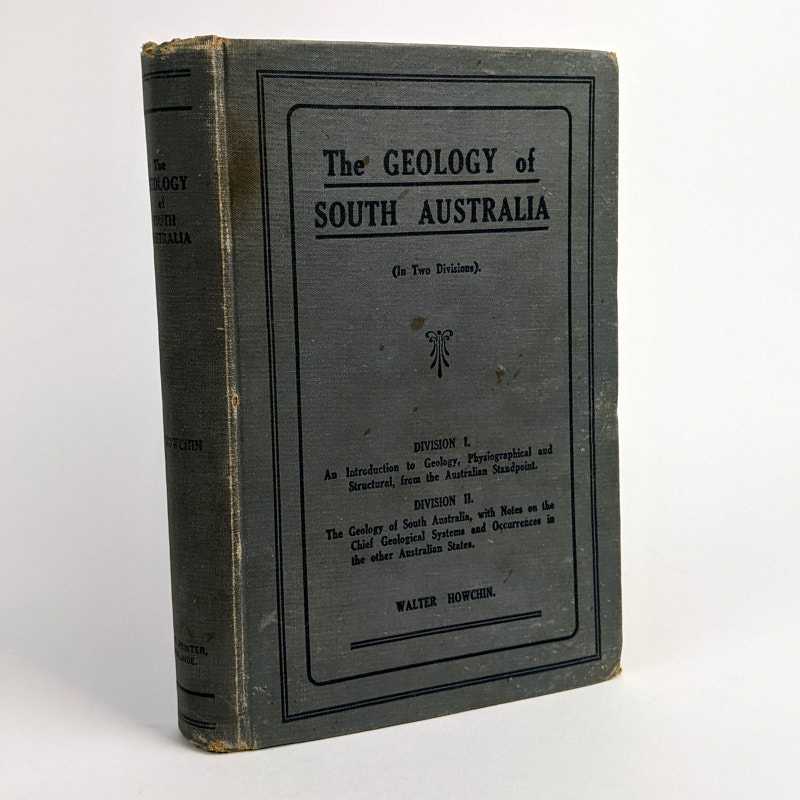 The GEOLOGY of
SOUTH AUSTRALIA
(In Two Divisions).
DIVISION I.
An Introduction to Geology, Physiographical and
Structural, from the Australian Standpoint.
DIVISION II.
The Geology of South Australia, with Notes on the
Chief Geological Systems and Occurrences in
the other Australian States.
WALTER HOWCHIN.
The
GEOLOGY
of
SOUTH
AUSTRALIA
HOWCHIN